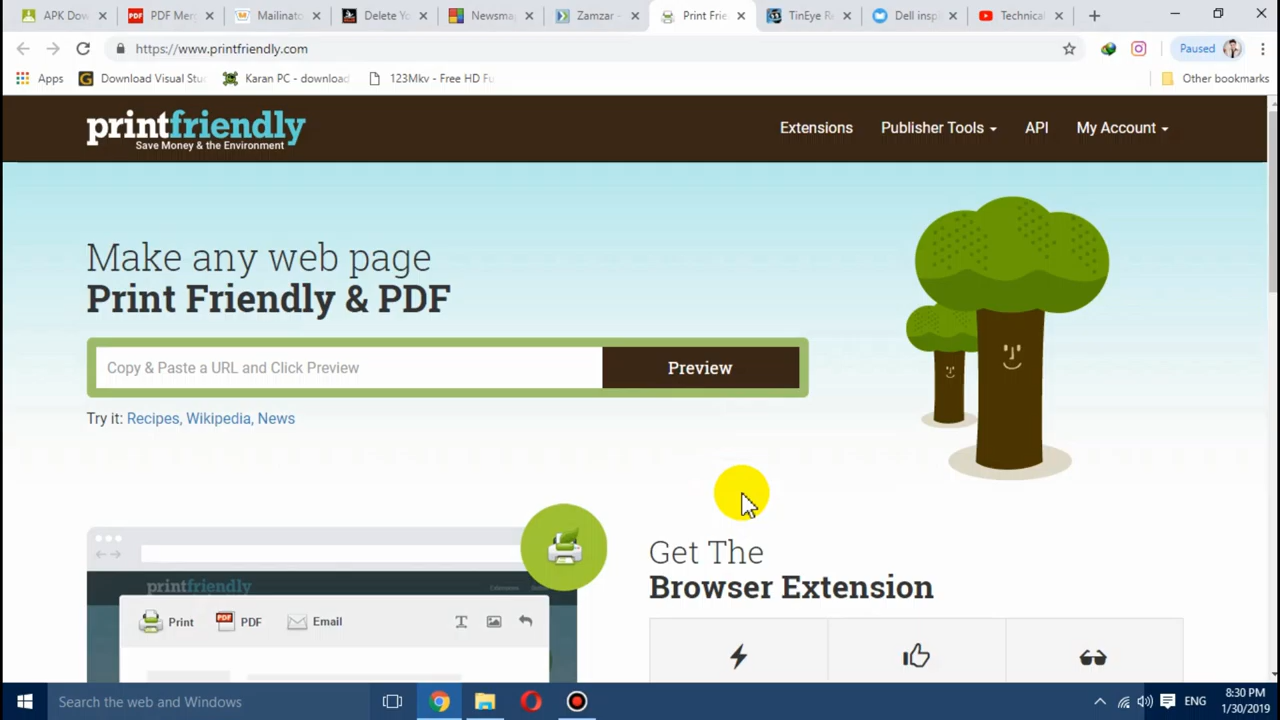 APK Dow
PDF Mer
Mailinato
Delete Yo
Newsmap
Zamzar -
Print Frie
TinEye R
Dell insp
Technical
https://www.printfriendly.com
Paused
Apps
Download Visual Stu
Karan PC - download
123Mkv - Free HD Fu
Other bookmarks
printfriendly
Save Money & the Environment
Extensions
Publisher Tools
API
My Account
Make any web page
Print Friendly & PDF
Copy & Paste a URL and Click Preview
Preview
Try it: Recipes, Wikipedia, News
printfriendly
Print
PDF
PDF
Email
Get The
Browser Extension
Search the web and Windows
ENG
8:30 PM
1/30/2019